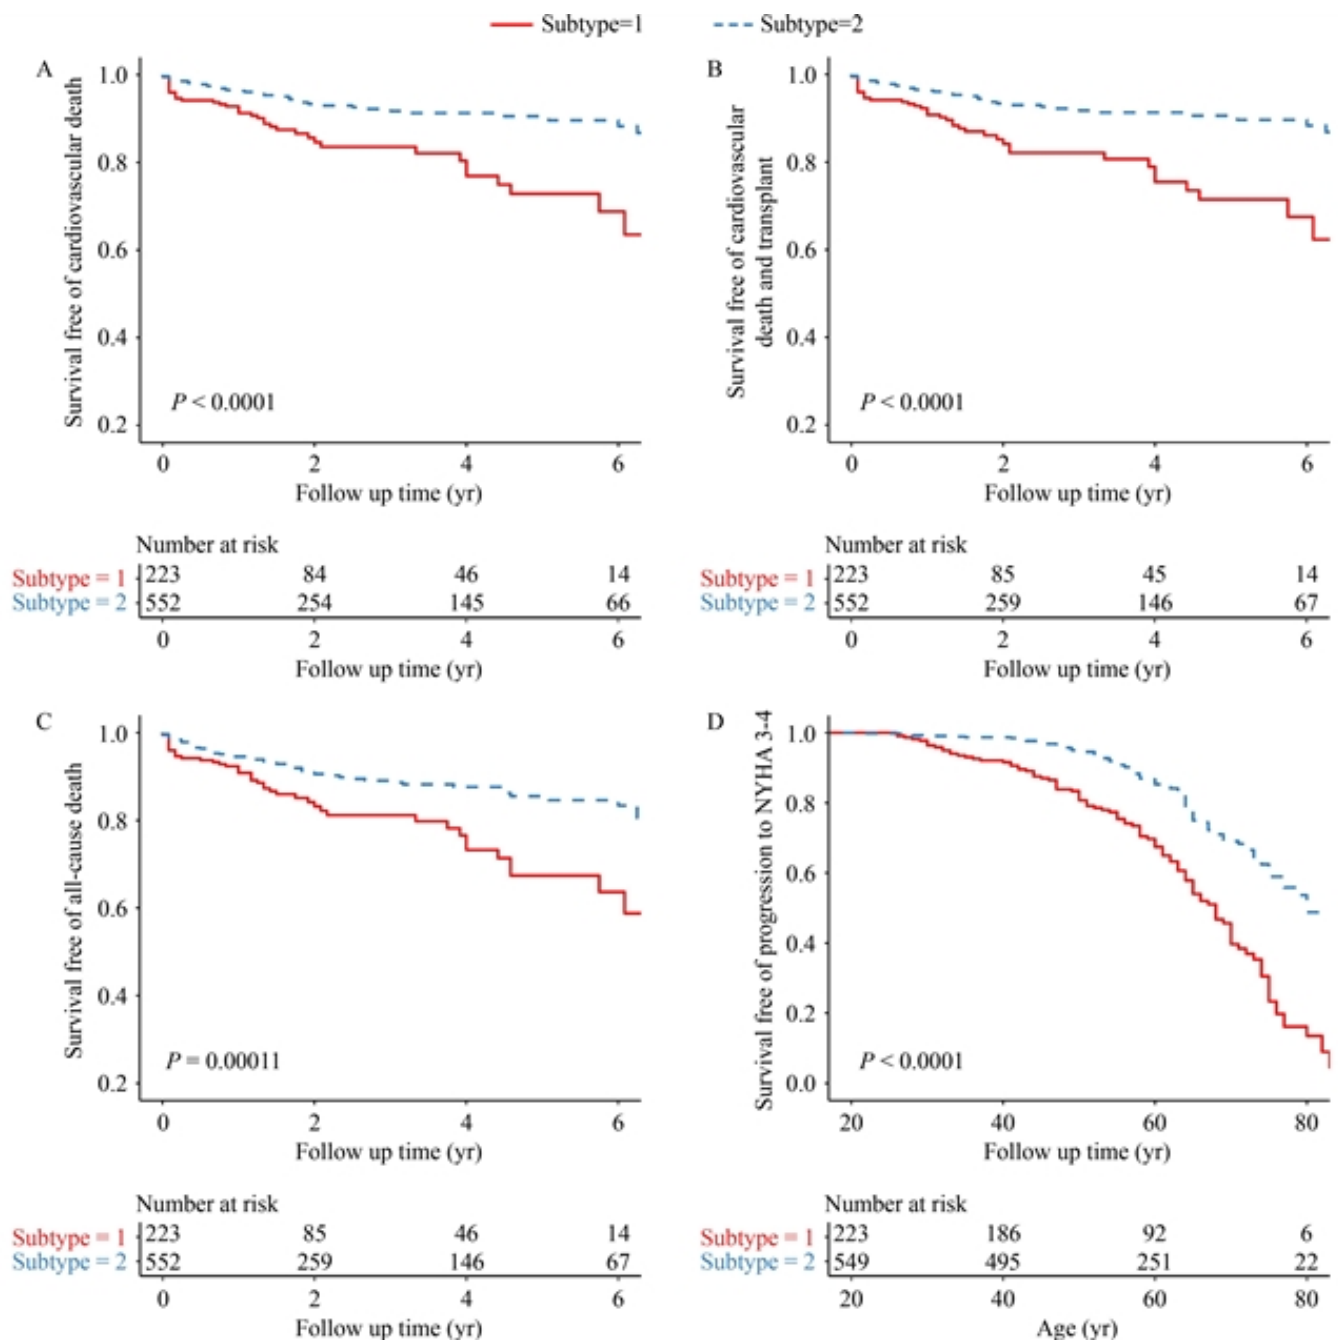 Subtype=1 Subtype=2
A
Survival free of cardiovascular death
1.0
0.8
0.6
0.4
0.2
P < 0.0001
0 2 4 6
Follow up time (yr)
Number at risk
Subtype = 1 223 84 46 14
Subtype = 2 552 254 145 66
0 2 4 6
Follow up time (yr)
B
Survival free of cardiovascular
death and transplant
1.0
0.8
0.6
0.4
0.2
P < 0.0001
0 2 4 6
Follow up time (yr)
Number at risk
Subtype = 1 223 85 45 14
Subtype = 2 552 259 146 67
0 2 4 6
Follow up time (yr)
C
Survival free of all-cause death
1.0
0.8
0.6
0.4
0.2
P = 0.00011
0 2 4 6
Follow up time (yr)
Number at risk
Subtype = 1 223 85 46 14
Subtype = 2 552 259 146 67
0 2 4 6
Follow up time (yr)
D
Survival free of progression to NYHA 3-4
1.0
0.8
0.6
0.4
0.2
0.0
P < 0.0001
20 40 60 80
Follow up time (yr)
Number at risk
Subtype = 1 223 186 92 6
Subtype = 2 549 495 251 22
20 40 60 80
Age (yr)